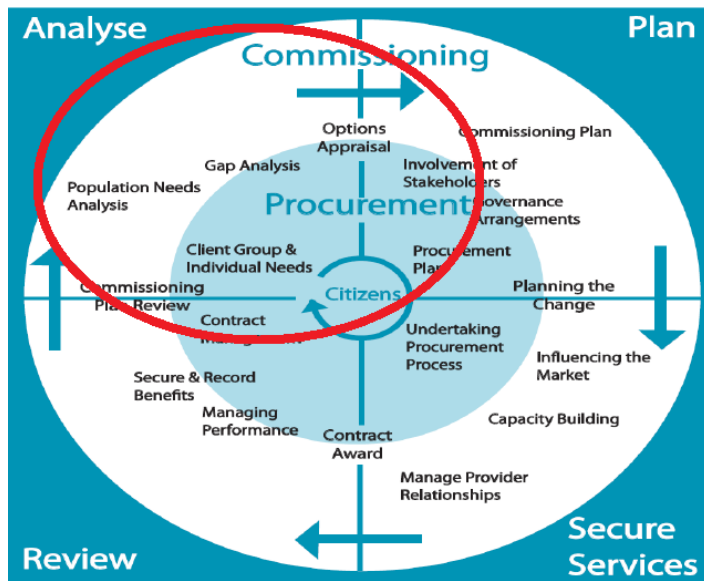 Analyse
Plan
Commissioning
Options
Appraisal
Commissioning Plan
Gap Analysis
Involvement of
Stakeholders
Population Needs
Analysis
Procurement
Governance
Arrangements
Client Group &
Individual Needs
Procurement
Plan
Commissioning
Plan Review
Citizens
Planning the
Change
Contract
Management
Undertaking
Procurement
Process
Influencing the
Market
Secure & Record
Benefits
Managing
Performance
Capacity Building
Contract
Award
Manage Provider
Relationships
Review
Secure
Services